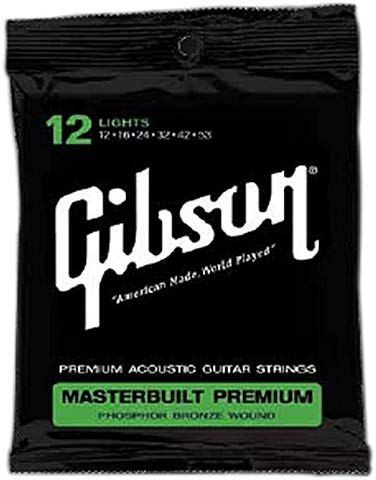 12 LIGHTS
12•16•24•32•42•53
Gibson®
"American Made, World Played"
PREMIUM ACOUSTIC GUITAR STRINGS
MASTERBUILT PREMIUM
PHOSPHOR BRONZE WOUND